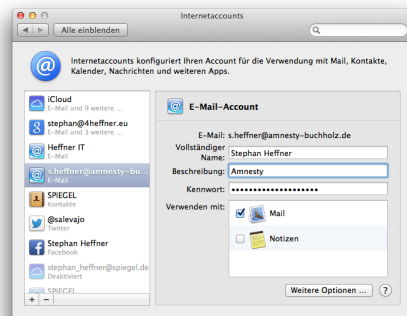 Internetaccounts
Alle einblenden
Internetaccounts konfiguriert Ihren Account für die Verwendung mit Mail, Kontakte,
Kalender, Nachrichten und weiteren Apps.
iCloud
E-Mail und 9 weitere ...
stephan@4heffner.eu
E-Mail und 3 weitere ...
Heffner IT
E-Mail
s.heffner@amnesty-bu...
E-Mail
SPIEGEL
Kontakte
@salevajo
Twitter
Stephan Heffner
Facebook
stephan_heffner@spiegel.de
Deaktiviert
SPIEGEL
E-Mail-Account
E-Mail: s.heffner@amnesty-buchholz.de
Vollständiger
Name: Stephan Heffner
Beschreibung: Amnesty
Kennwort: ••••••••••••••••••••
Verwenden mit:
Mail
Notizen
Weitere Optionen ... ?
+ −